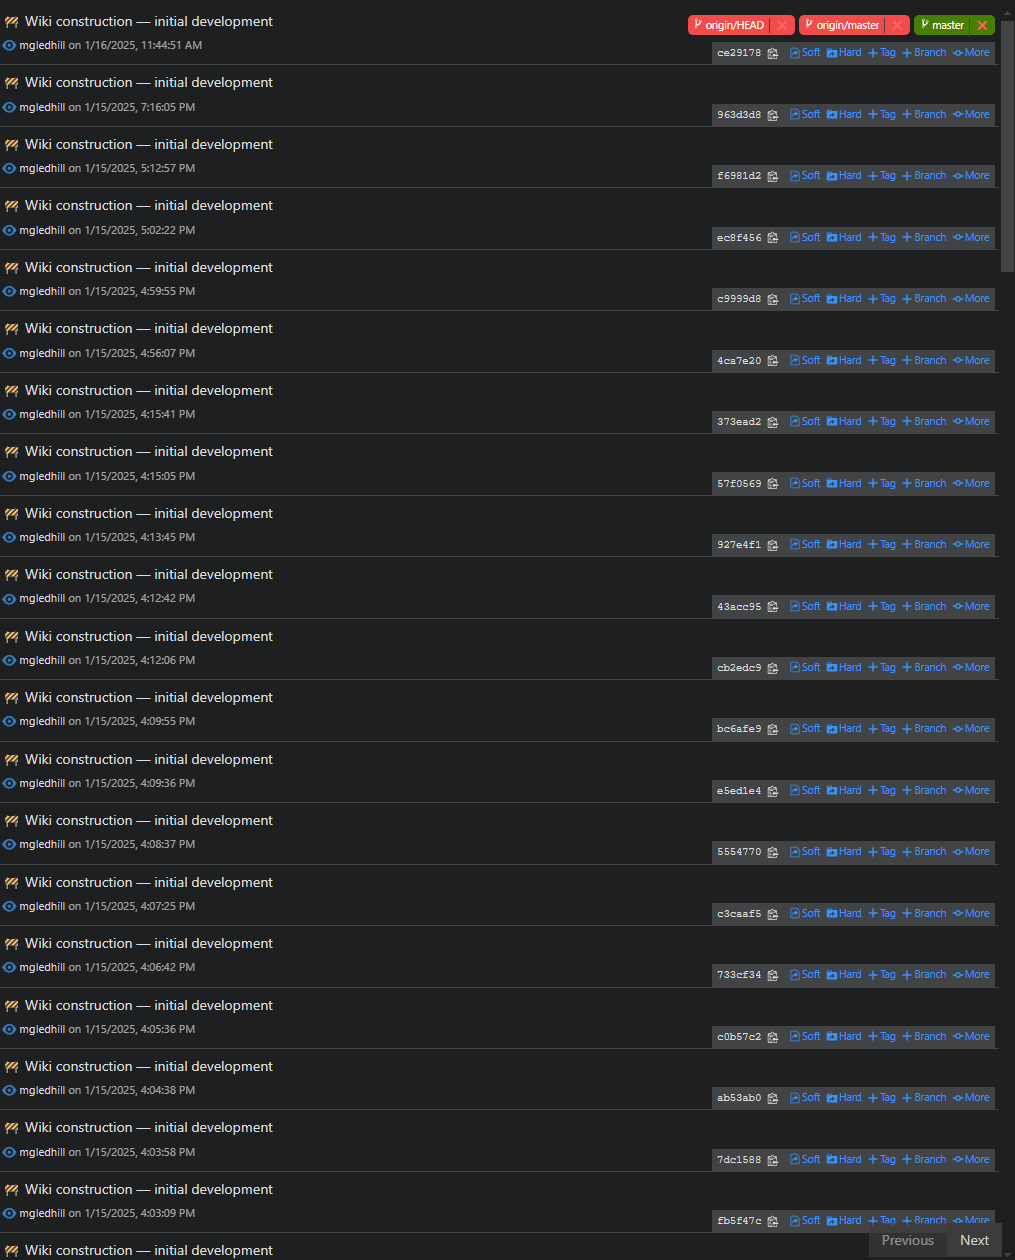 Wiki construction — initial development
origin/HEAD origin/master master
mgledhill on 1/16/2025, 11:44:51 AM
ce29178 Soft Hard +Tag +Branch More
Wiki construction — initial development
mgledhill on 1/15/2025, 7:16:05 PM
963d3d8 Soft Hard +Tag +Branch More
Wiki construction — initial development
mgledhill on 1/15/2025, 5:12:57 PM
f6981d2 Soft Hard +Tag +Branch More
Wiki construction — initial development
mgledhill on 1/15/2025, 5:02:22 PM
ec8f456 Soft Hard +Tag +Branch More
Wiki construction — initial development
mgledhill on 1/15/2025, 4:59:55 PM
c9999d8 Soft Hard +Tag +Branch More
Wiki construction — initial development
mgledhill on 1/15/2025, 4:56:07 PM
4ca7e20 Soft Hard +Tag +Branch More
Wiki construction — initial development
mgledhill on 1/15/2025, 4:15:41 PM
373ead2 Soft Hard +Tag +Branch More
Wiki construction — initial development
mgledhill on 1/15/2025, 4:15:05 PM
57f0569 Soft Hard +Tag +Branch More
Wiki construction — initial development
mgledhill on 1/15/2025, 4:13:45 PM
927e4f1 Soft Hard +Tag +Branch More
Wiki construction — initial development
mgledhill on 1/15/2025, 4:12:42 PM
43acc95 Soft Hard +Tag +Branch More
Wiki construction — initial development
mgledhill on 1/15/2025, 4:12:06 PM
cb2edc9 Soft Hard +Tag +Branch More
Wiki construction — initial development
mgledhill on 1/15/2025, 4:09:55 PM
bc6afe9 Soft Hard +Tag +Branch More
Wiki construction — initial development
mgledhill on 1/15/2025, 4:09:36 PM
e5ed1e4 Soft Hard +Tag +Branch More
Wiki construction — initial development
mgledhill on 1/15/2025, 4:08:37 PM
5554770 Soft Hard +Tag +Branch More
Wiki construction — initial development
mgledhill on 1/15/2025, 4:07:25 PM
c3caaf5 Soft Hard +Tag +Branch More
Wiki construction — initial development
mgledhill on 1/15/2025, 4:06:42 PM
733cf34 Soft Hard +Tag +Branch More
Wiki construction — initial development
mgledhill on 1/15/2025, 4:05:36 PM
c0b57c2 Soft Hard +Tag +Branch More
Wiki construction — initial development
mgledhill on 1/15/2025, 4:04:38 PM
ab53ab0 Soft Hard +Tag +Branch More
Wiki construction — initial development
mgledhill on 1/15/2025, 4:03:58 PM
7dc1588 Soft Hard +Tag +Branch More
Wiki construction — initial development
mgledhill on 1/15/2025, 4:03:09 PM
fb5f47c Soft Hard +Tag +Branch More
Wiki construction — initial development
Previous Next